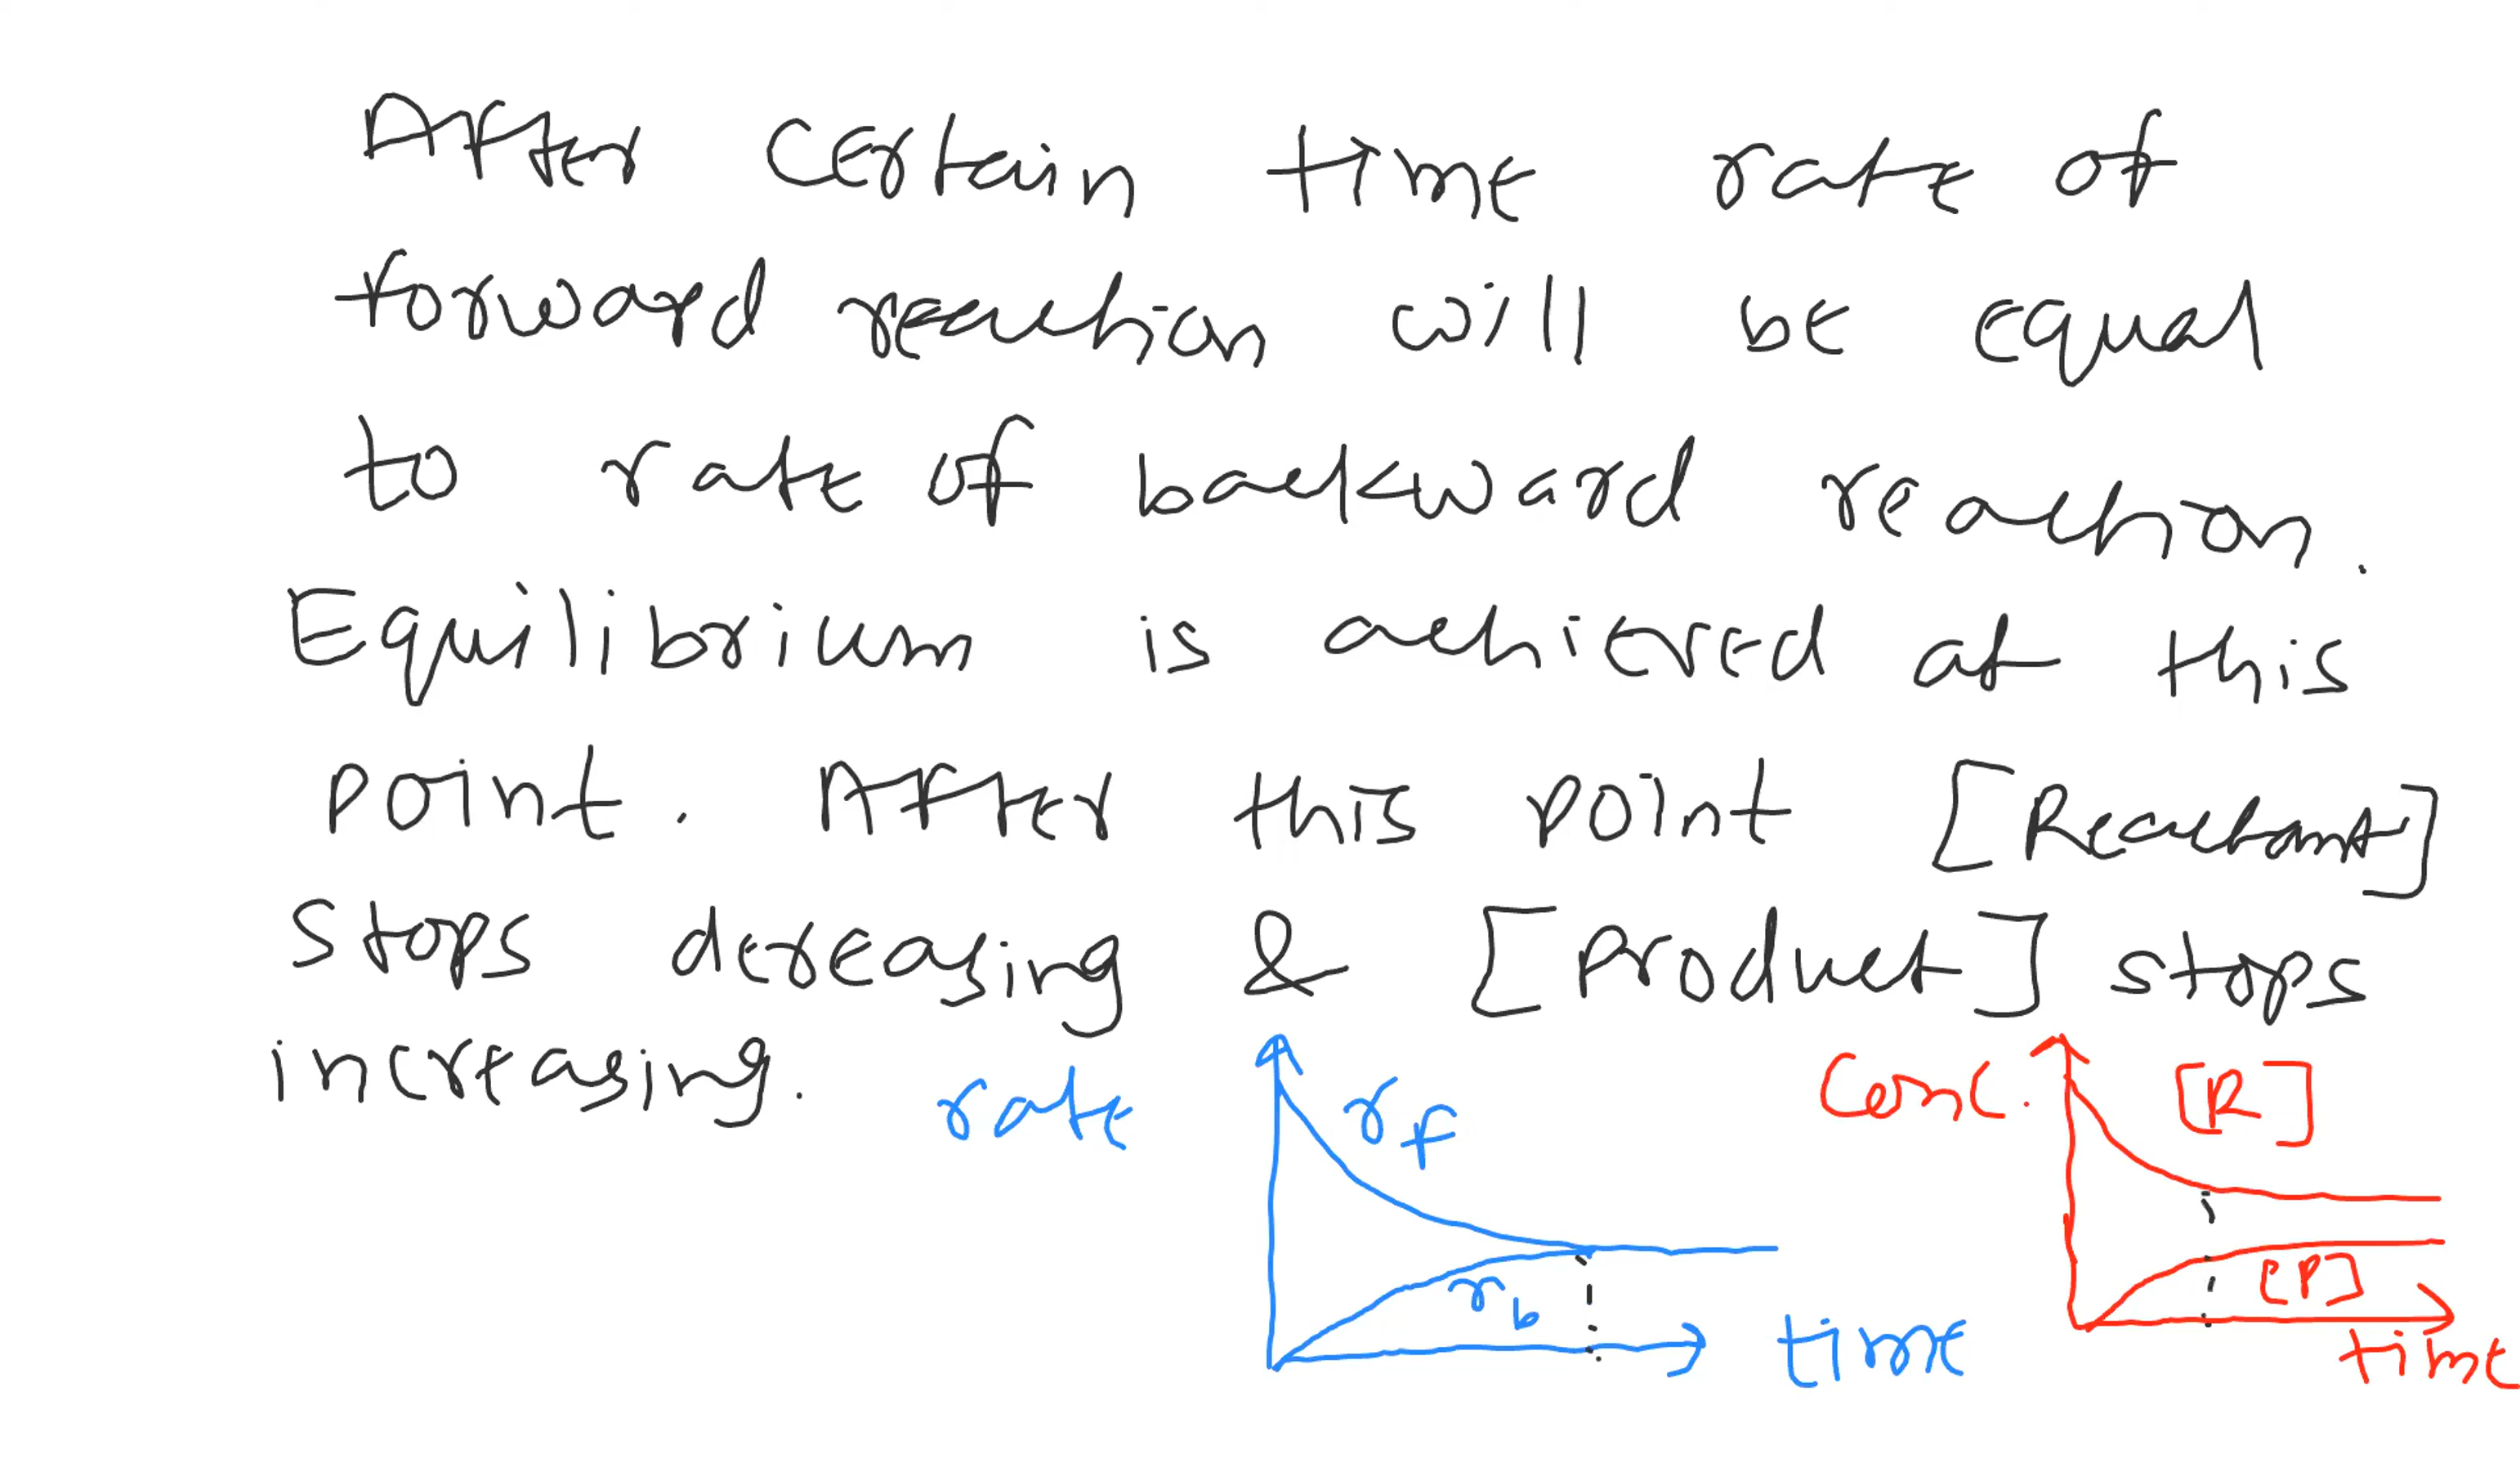 After certain time rate of
forward reaction will be equal
to rate of backward reaction.
Equilibrium is achieved at this
point. After this point [Reactant]
stops decreasing & [Product] stops
increasing.
rate
rf
rb
time
Conc.
[R]
[P]
time